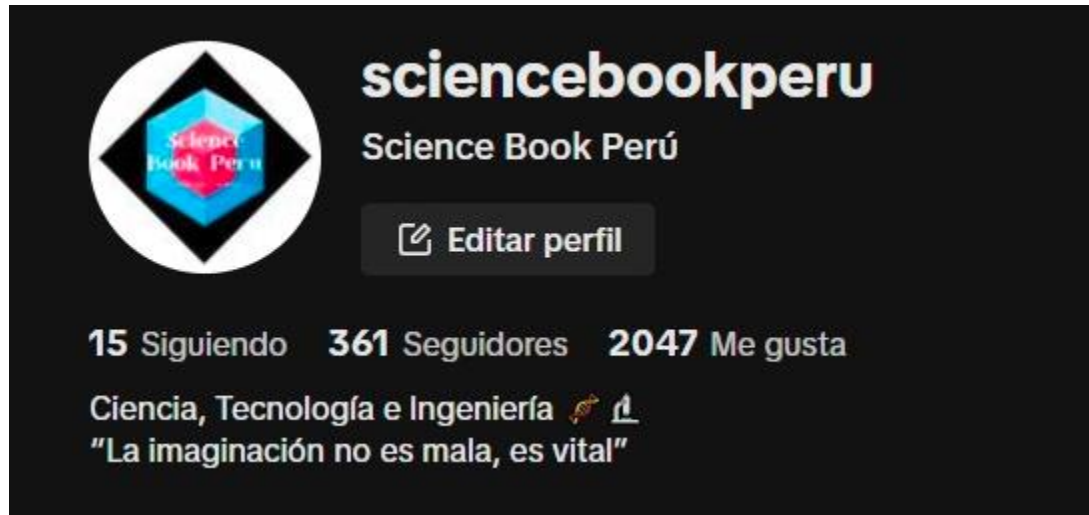 sciencebookperu
Science Book Perú
Science
Book Peru
Editar perfil
15 Siguiendo 361 Seguidores 2047 Me gusta
Ciencia, Tecnología e Ingeniería 🧬 🔬
"La imaginación no es mala, es vital"